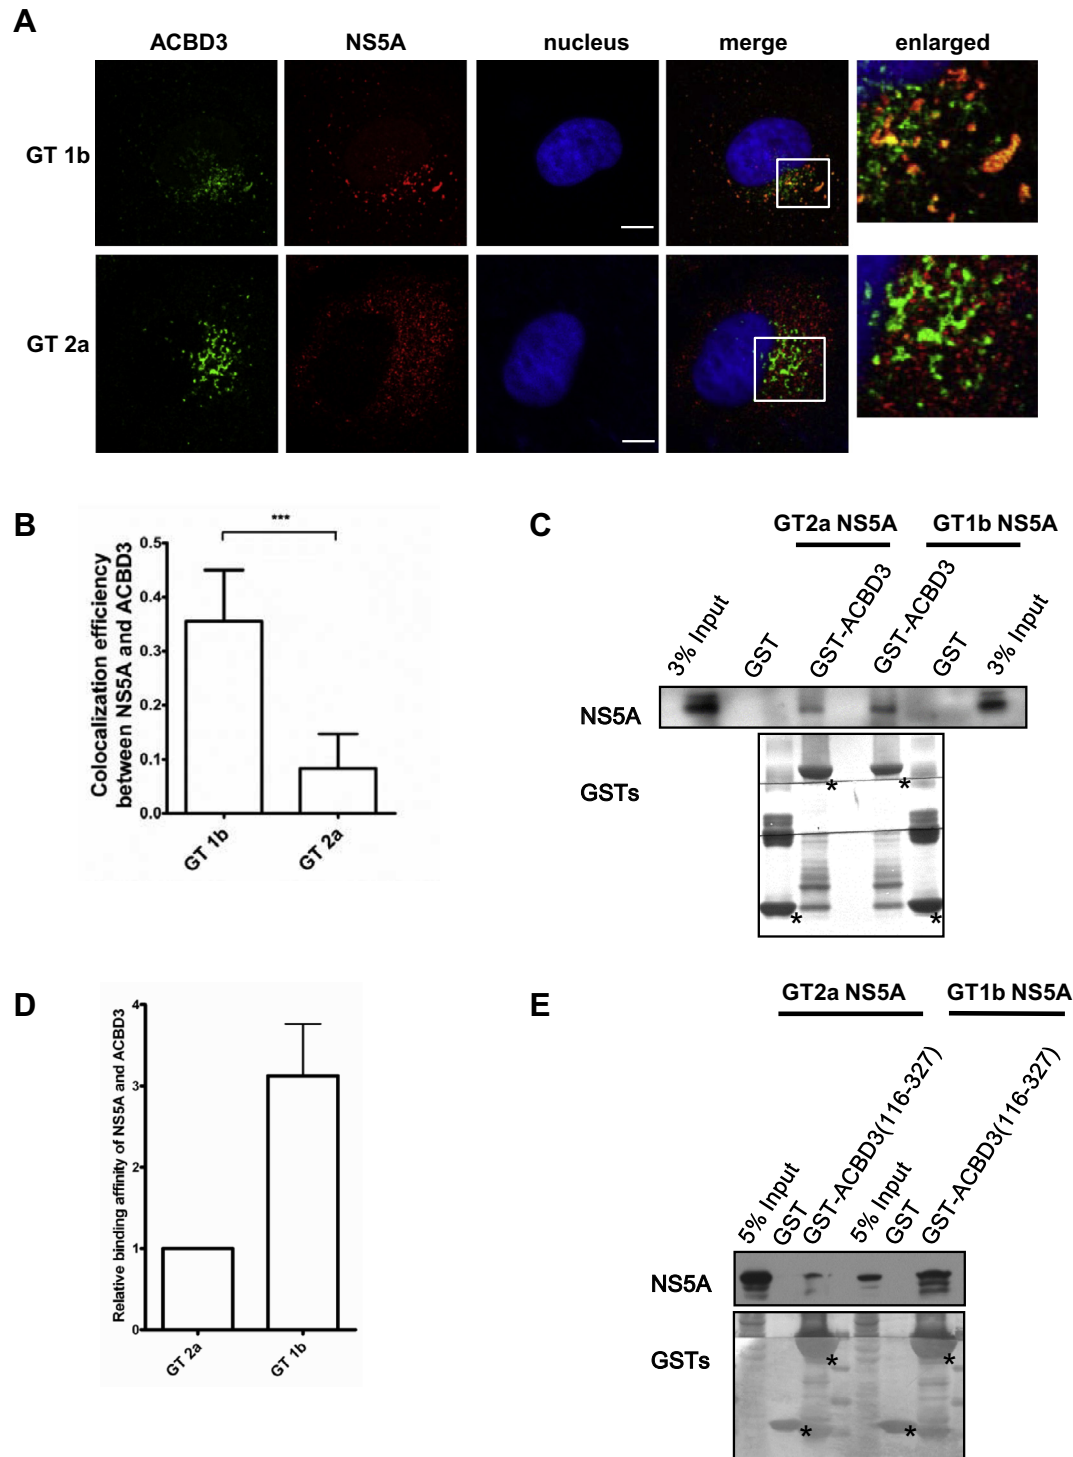 A
ACBD3 NS5A nucleus merge enlarged
GT 1b
GT 2a
B
Colocalization efficiency
between NS5A and ACBD3
***
0.5
0.4
0.3
0.2
0.1
0.0
GT 1b
GT 2a
C
GT2a NS5A GT1b NS5A
3% Input
GST
GST-ACBD3
GST-ACBD3
GST
3% Input
NS5A
GSTs
*
*
*
*
D
Relative binding affinity of NS5A and ACBD3
4
3
2
1
0
GT 2a
GT 1b
E
GT2a NS5A GT1b NS5A
5% Input
GST
GST-ACBD3(116-327)
5% Input
GST
GST-ACBD3(116-327)
NS5A
GSTs
*
*
*
*